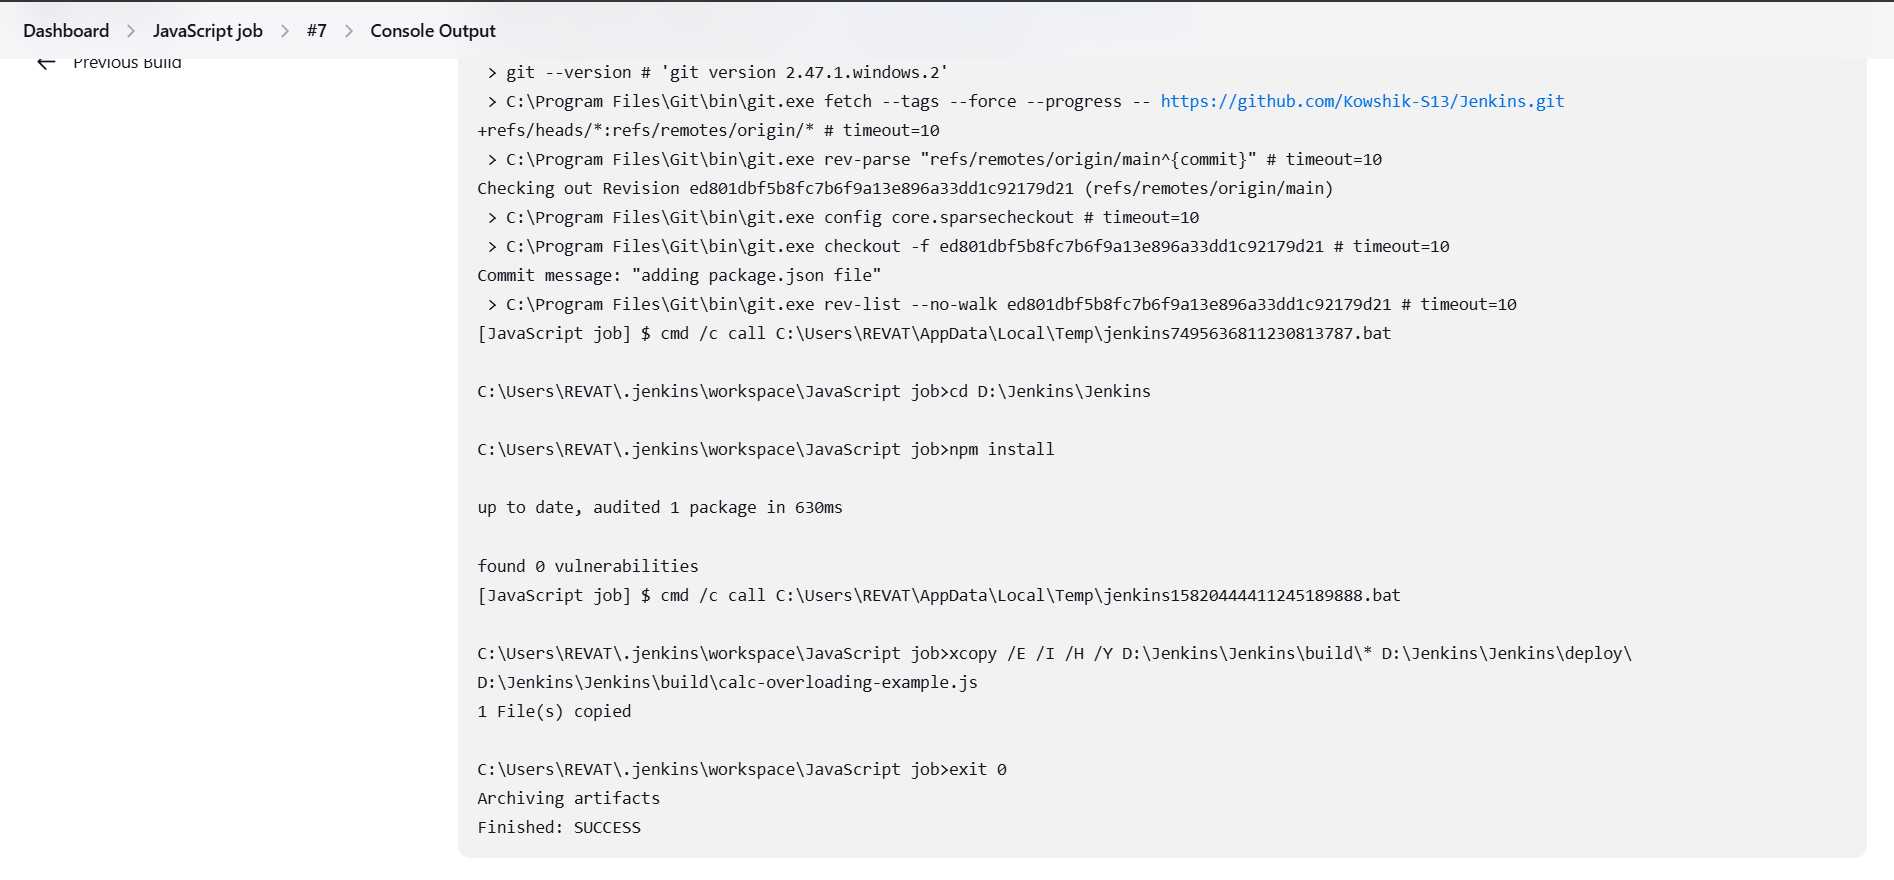 Dashboard > JavaScript job > #7 > Console Output
← Previous Build
 > git --version # 'git version 2.47.1.windows.2'
 > C:\Program Files\Git\bin\git.exe fetch --tags --force --progress -- https://github.com/Kowshik-S13/Jenkins.git
+refs/heads/*:refs/remotes/origin/* # timeout=10
 > C:\Program Files\Git\bin\git.exe rev-parse "refs/remotes/origin/main^{commit}" # timeout=10
Checking out Revision ed801dbf5b8fc7b6f9a13e896a33dd1c92179d21 (refs/remotes/origin/main)
 > C:\Program Files\Git\bin\git.exe config core.sparsecheckout # timeout=10
 > C:\Program Files\Git\bin\git.exe checkout -f ed801dbf5b8fc7b6f9a13e896a33dd1c92179d21 # timeout=10
Commit message: "adding package.json file"
 > C:\Program Files\Git\bin\git.exe rev-list --no-walk ed801dbf5b8fc7b6f9a13e896a33dd1c92179d21 # timeout=10
[JavaScript job] $ cmd /c call C:\Users\REVAT\AppData\Local\Temp\jenkins7495636811230813787.bat
C:\Users\REVAT\.jenkins\workspace\JavaScript job>cd D:\Jenkins\Jenkins
C:\Users\REVAT\.jenkins\workspace\JavaScript job>npm install
up to date, audited 1 package in 630ms
found 0 vulnerabilities
[JavaScript job] $ cmd /c call C:\Users\REVAT\AppData\Local\Temp\jenkins15820444411245189888.bat
C:\Users\REVAT\.jenkins\workspace\JavaScript job>xcopy /E /I /H /Y D:\Jenkins\Jenkins\build\* D:\Jenkins\Jenkins\deploy\
D:\Jenkins\Jenkins\build\calc-overloading-example.js
1 File(s) copied
C:\Users\REVAT\.jenkins\workspace\JavaScript job>exit 0
Archiving artifacts
Finished: SUCCESS